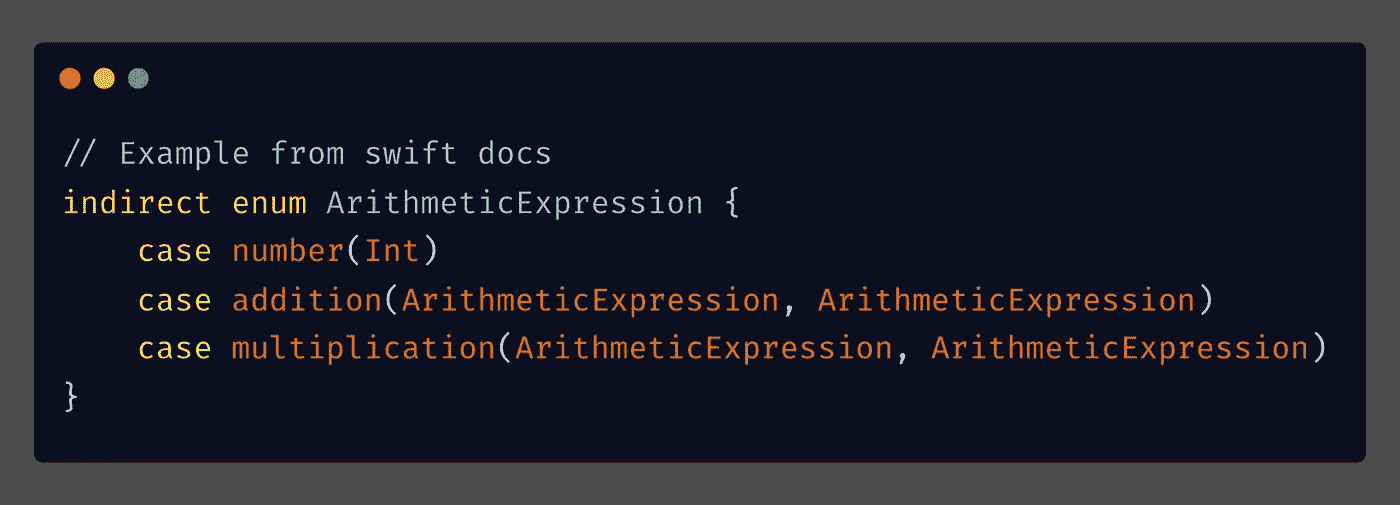 // Example from swift docs
indirect enum ArithmeticExpression {
    case number(Int)
    case addition(ArithmeticExpression, ArithmeticExpression)
    case multiplication(ArithmeticExpression, ArithmeticExpression)
}